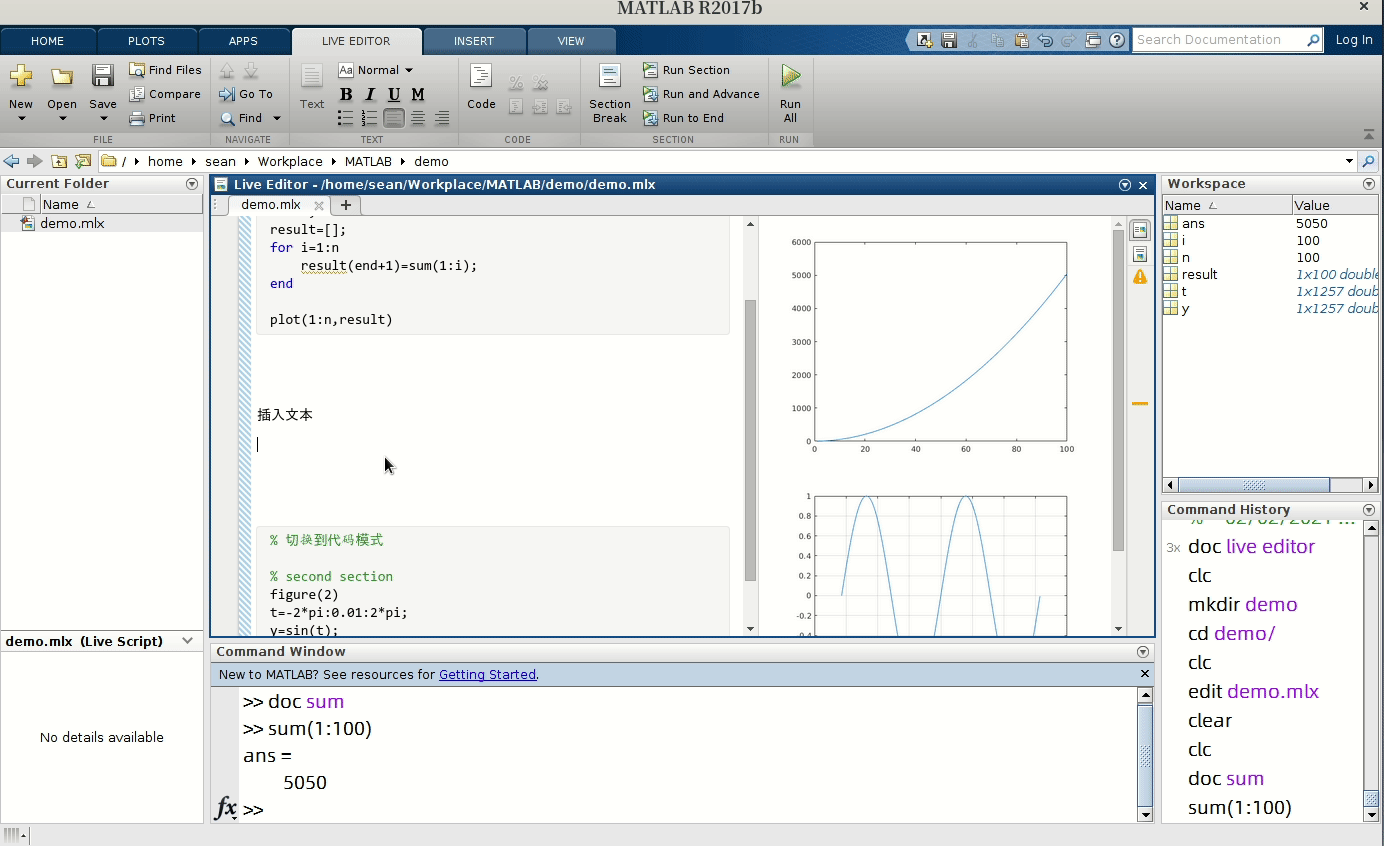 MATLAB R2017b
HOME PLOTS APPS LIVE EDITOR INSERT VIEW
Search Documentation
Log In
New
Open
Save
Find Files
Compare
Print
FILE
Go To
Find
NAVIGATE
Text
Aa Normal
B I U M
TEXT
Code
CODE
Section Break
Run Section
Run and Advance
Run to End
SECTION
Run All
RUN
/ home sean Workplace MATLAB demo
Current Folder
Name
demo.mlx
demo.mlx (Live Script)
No details available
Live Editor - /home/sean/Workplace/MATLAB/demo/demo.mlx
demo.mlx
result=[];
for i=1:n
result(end+1)=sum(1:i);
end
plot(1:n,result)
插入文本
% 切换到代码模式
% second section
figure(2)
t=-2*pi:0.01:2*pi;
y=sin(t);
6000
5000
4000
3000
2000
1000
0
0 20 40 60 80 100
1
0.8
0.6
0.4
0.2
0
-0.2
-0.4
Command Window
New to MATLAB? See resources for Getting Started.
>> doc sum
>> sum(1:100)
ans =
5050
fx >>
Workspace
Name Value
ans 5050
i 100
n 100
result 1x100 double
t 1x1257 doub
y 1x1257 doub
Command History
3x doc live editor
clc
mkdir demo
cd demo/
clc
edit demo.mlx
clear
clc
doc sum
sum(1:100)